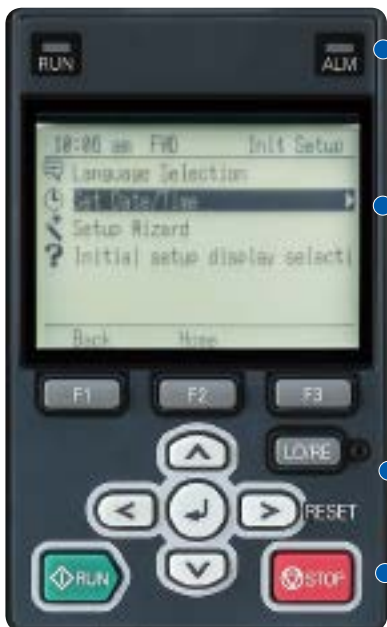 RUN
ALM
10:06 am FWD Init Setup
Language Selection
Set Date/Time
Setup Wizard
Initial setup display selecti
Back Home
F1 F2 F3
LO/RE
RESET
RUN
STOP